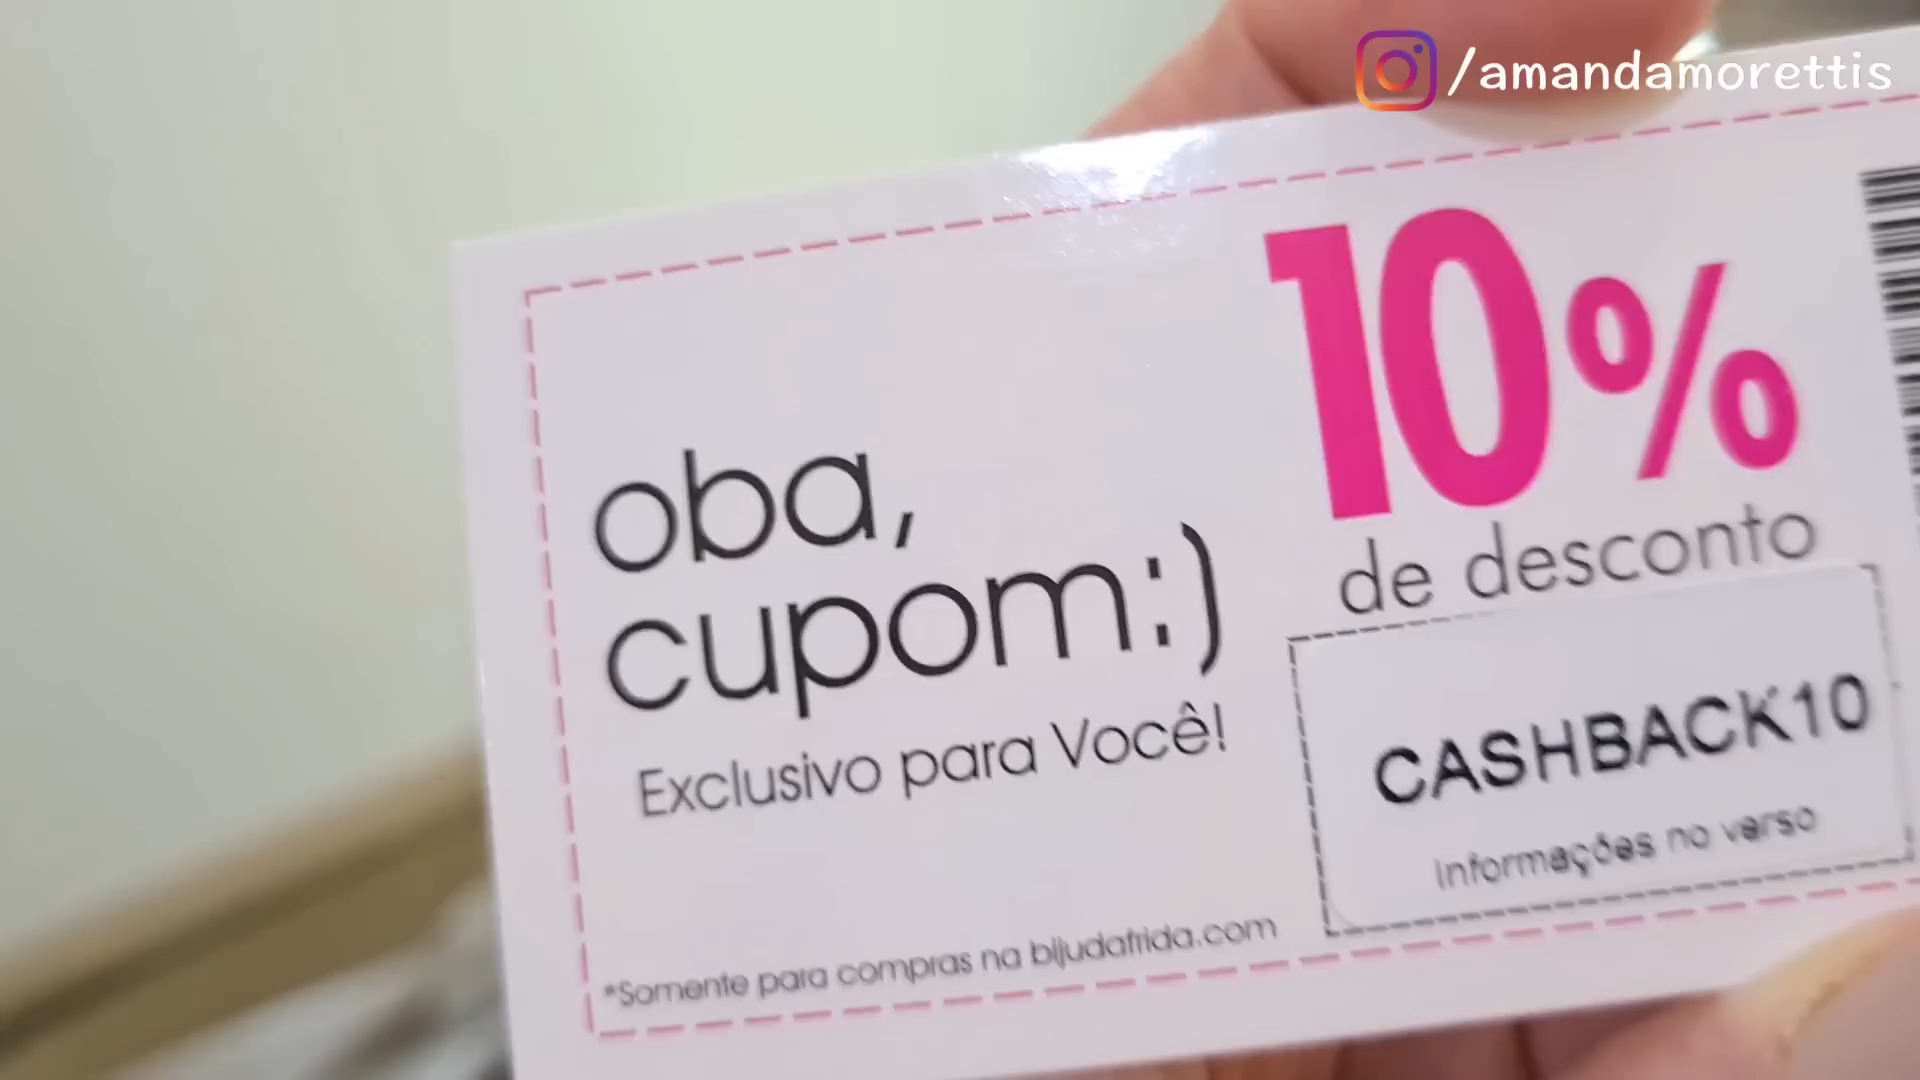 /amandamorettis
10%
de desconto
oba,
cupom:)
Exclusivo para Você!
CASHBACK10
Informações no verso
*Somente para compras na bijudafrida.com